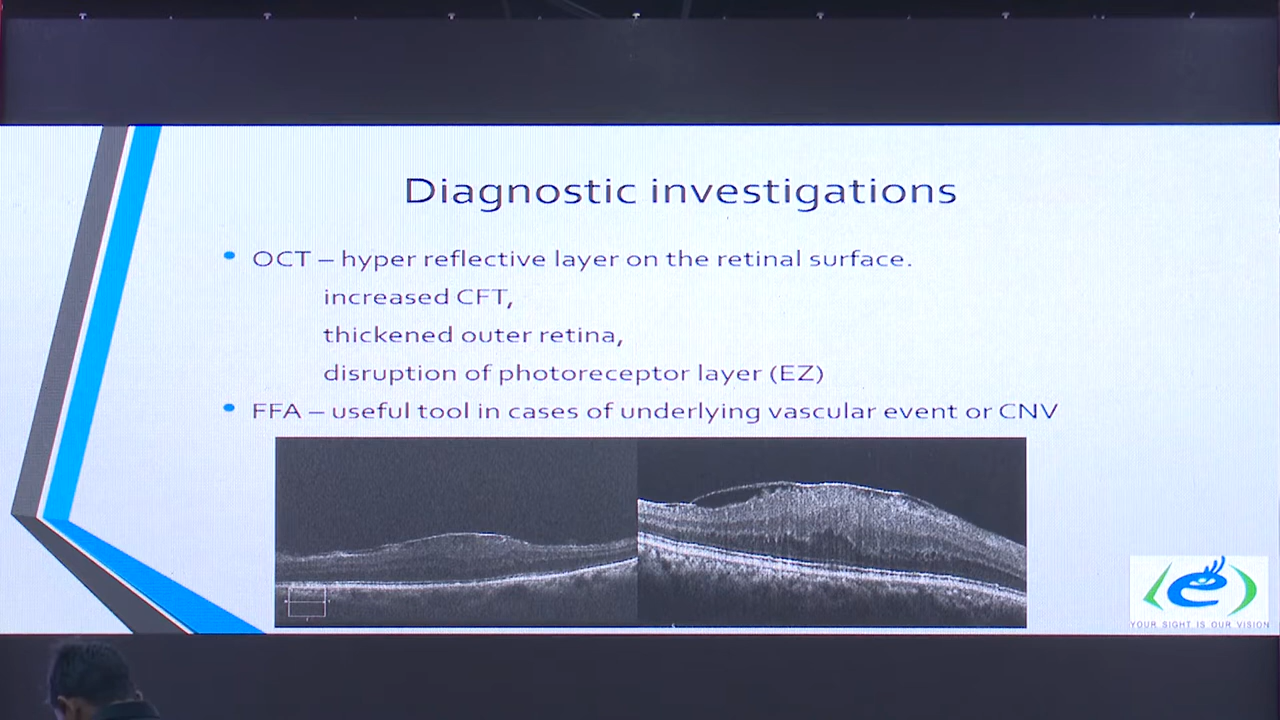 Diagnostic investigations
• OCT – hyper reflective layer on the retinal surface.
increased CFT,
thickened outer retina,
disruption of photoreceptor layer (EZ)
• FFA – useful tool in cases of underlying vascular event or CNV
e
YOUR SIGHT IS OUR VISION